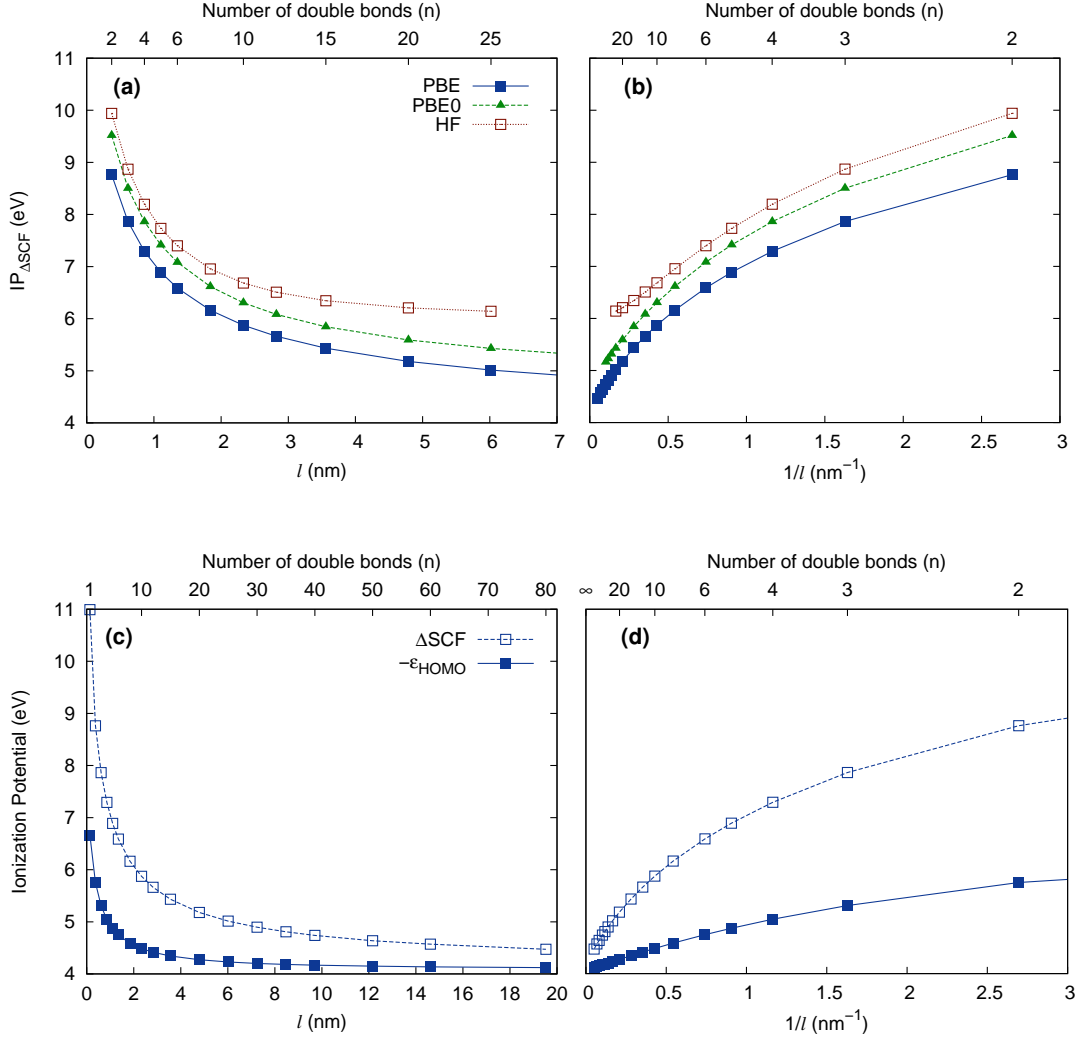 Number of double bonds (n)
2 4 6 10 15 20 25
11
10
9
8
7
6
5
4
IP ΔSCF (eV)
(a)
PBE
PBE0
HF
0 1 2 3 4 5 6 7
l (nm)
Number of double bonds (n)
20 10 6 4 3 2
(b)
0 0.5 1 1.5 2 2.5 3
1/l (nm⁻¹)
Number of double bonds (n)
1 10 20 30 40 50 60 70 80
11
10
9
8
7
6
5
4
Ionization Potential (eV)
(c)
ΔSCF
−εHOMO
0 2 4 6 8 10 12 14 16 18 20
l (nm)
Number of double bonds (n)
∞ 20 10 6 4 3 2
(d)
0 0.5 1 1.5 2 2.5 3
1/l (nm⁻¹)